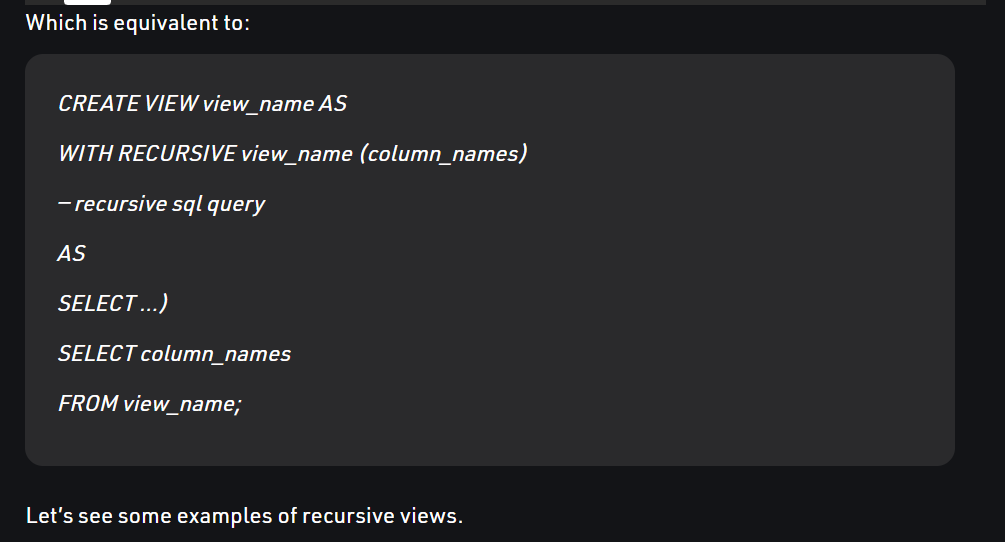 Which is equivalent to:
CREATE VIEW view_name AS
WITH RECURSIVE view_name (column_names)
– recursive sql query
AS
SELECT ...)
SELECT column_names
FROM view_name;
Let’s see some examples of recursive views.